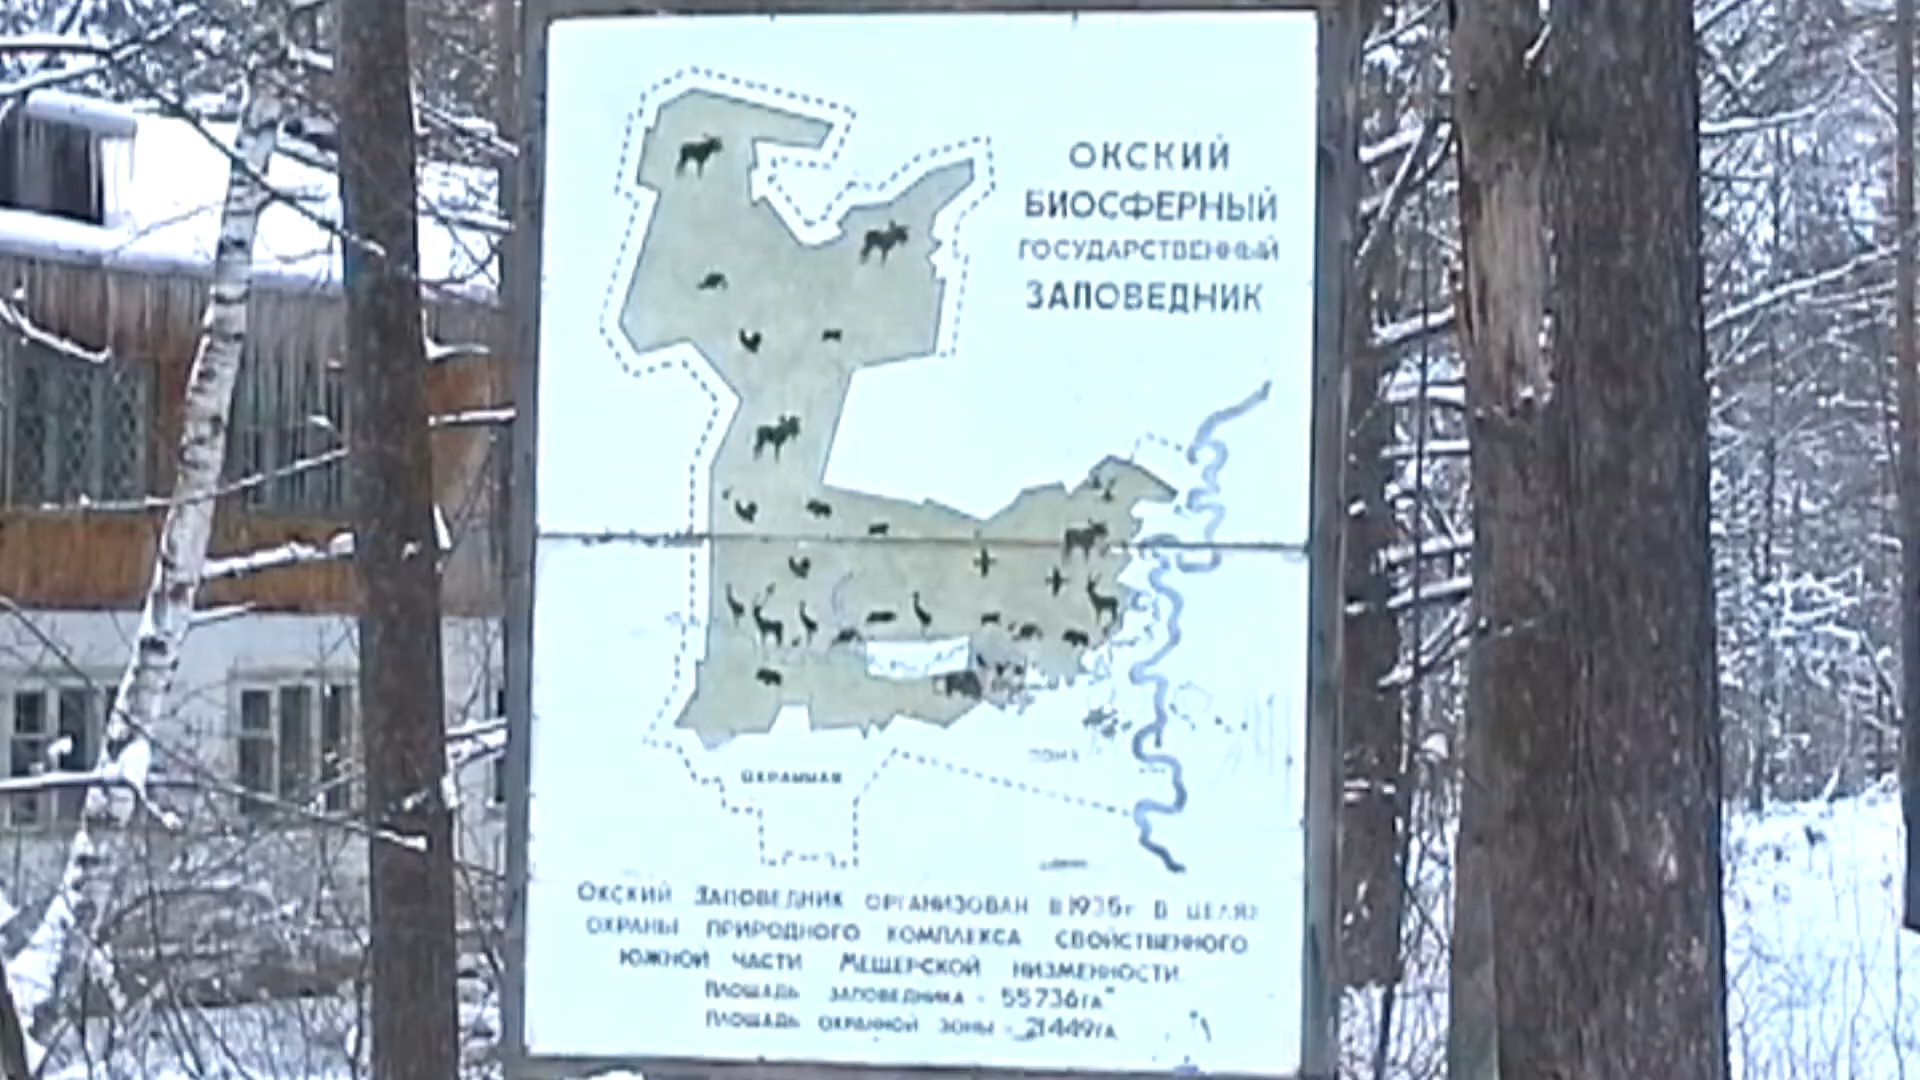 ОКСКИЙ
БИОСФЕРНЫЙ
ГОСУДАРСТВЕННЫЙ
ЗАПОВЕДНИК
ЗОНА
ОХРАННАЯ
ОКСКИЙ ЗАПОВЕДНИК ОРГАНИЗОВАН В 1935г В ЦЕЛЯХ
ОХРАНЫ ПРИРОДНОГО КОМПЛЕКСА СВОЙСТВЕННОГО
ЮЖНОЙ ЧАСТИ МЕЩЕРСКОЙ НИЗМЕННОСТИ.
ПЛОЩАДЬ ЗАПОВЕДНИКА - 55736га
ПЛОЩАДЬ ОХРАННОЙ ЗОНЫ - 21449га